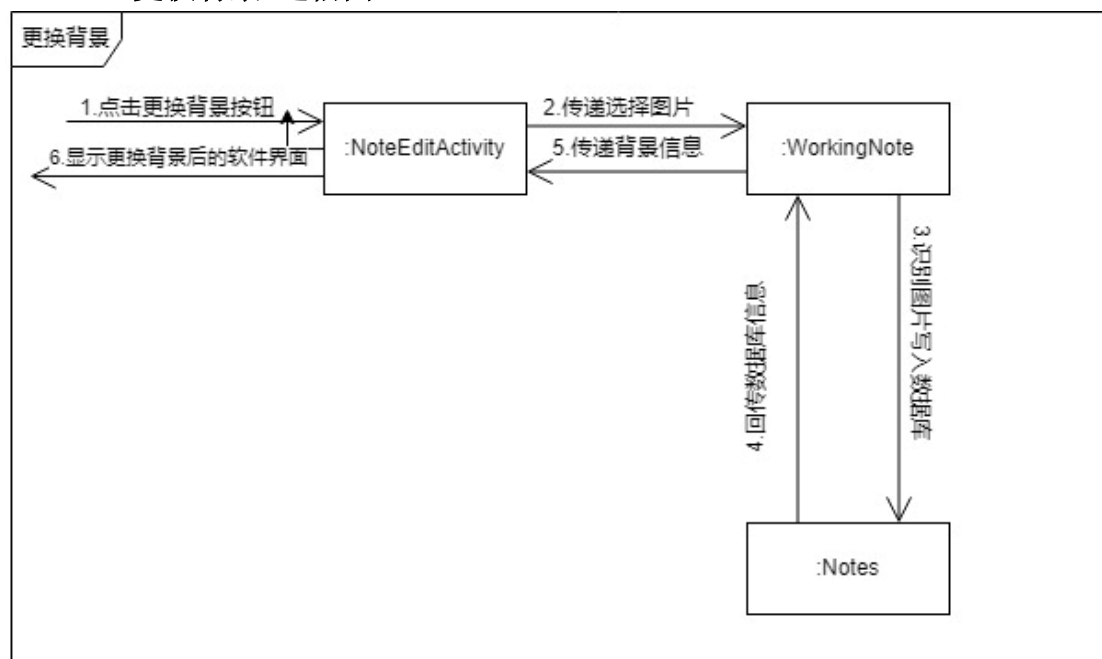 更换背景
1.点击更换背景按钮
2.传递选择图片
:NoteEditActivity
5.传递背景信息
:WorkingNote
6.显示更换背景后的软件界面
3.识别图片写入数据库
4.回传数据库信息
:Notes